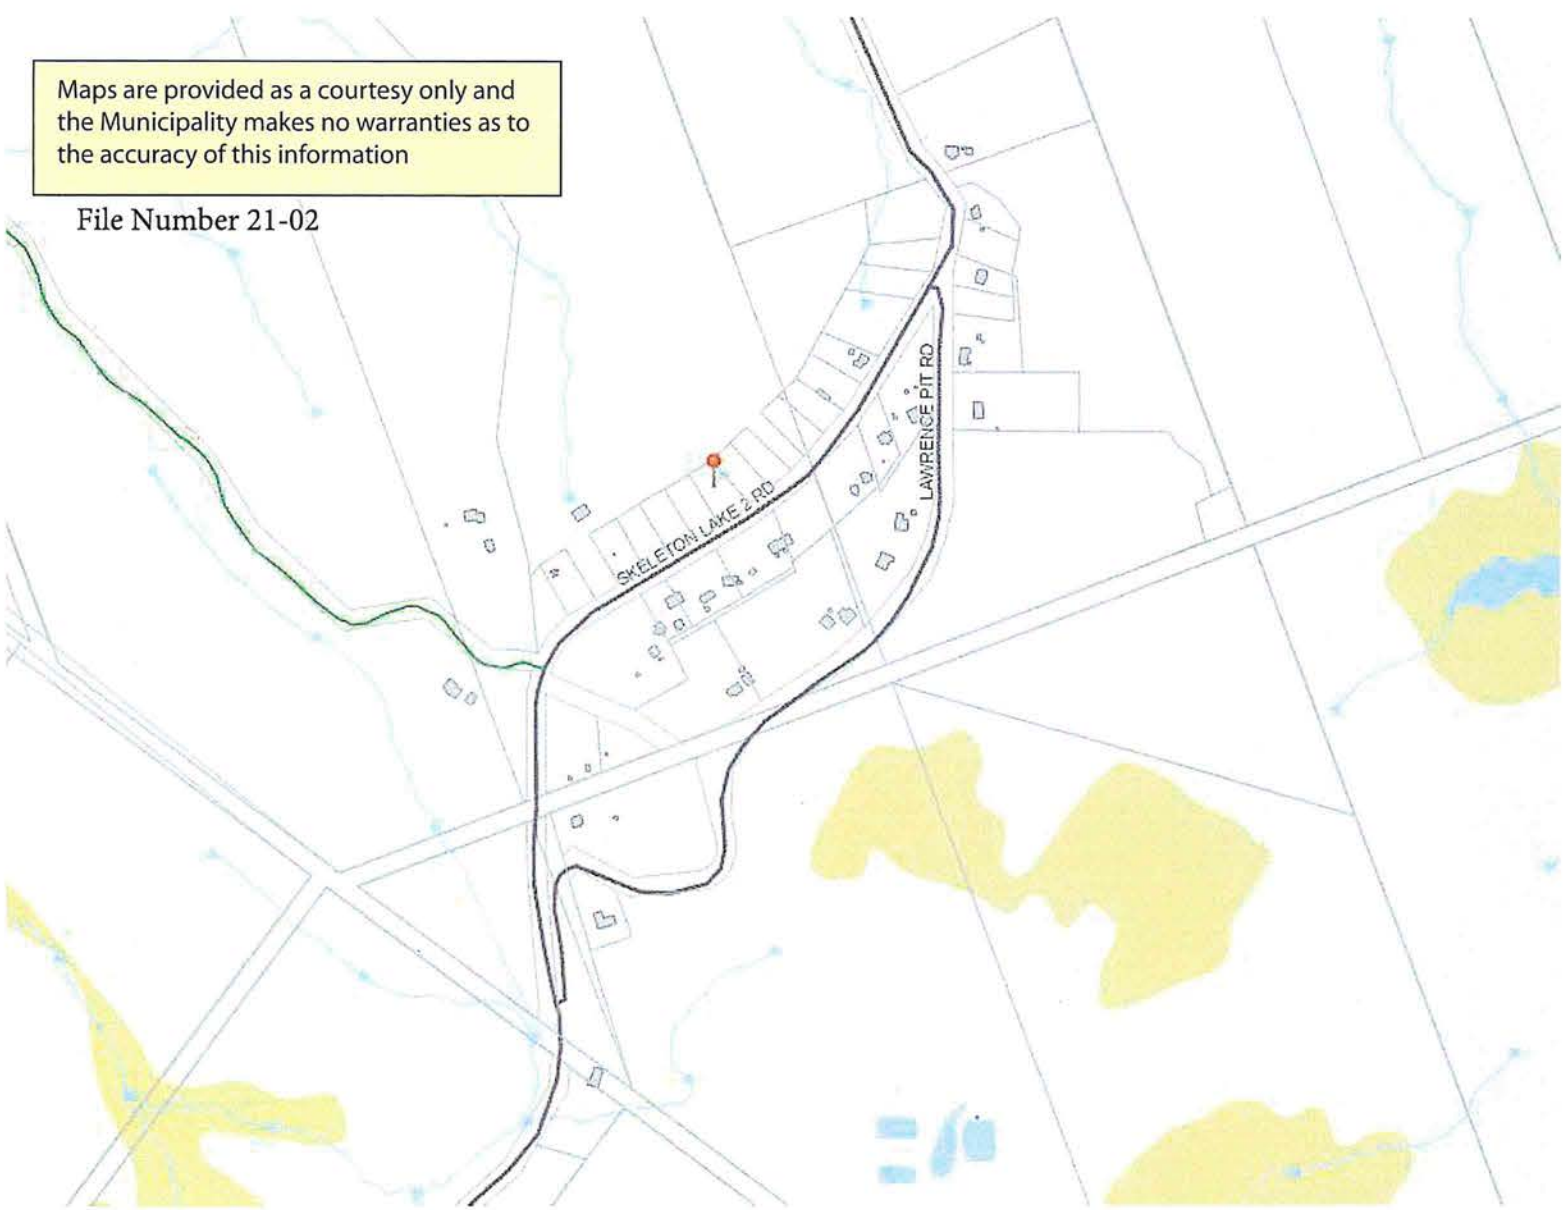 Maps are provided as a courtesy only and
the Municipality makes no warranties as to
the accuracy of this information
File Number 21-02
LAWRENCE PIT RD
SKELETON LAKE 2 RD